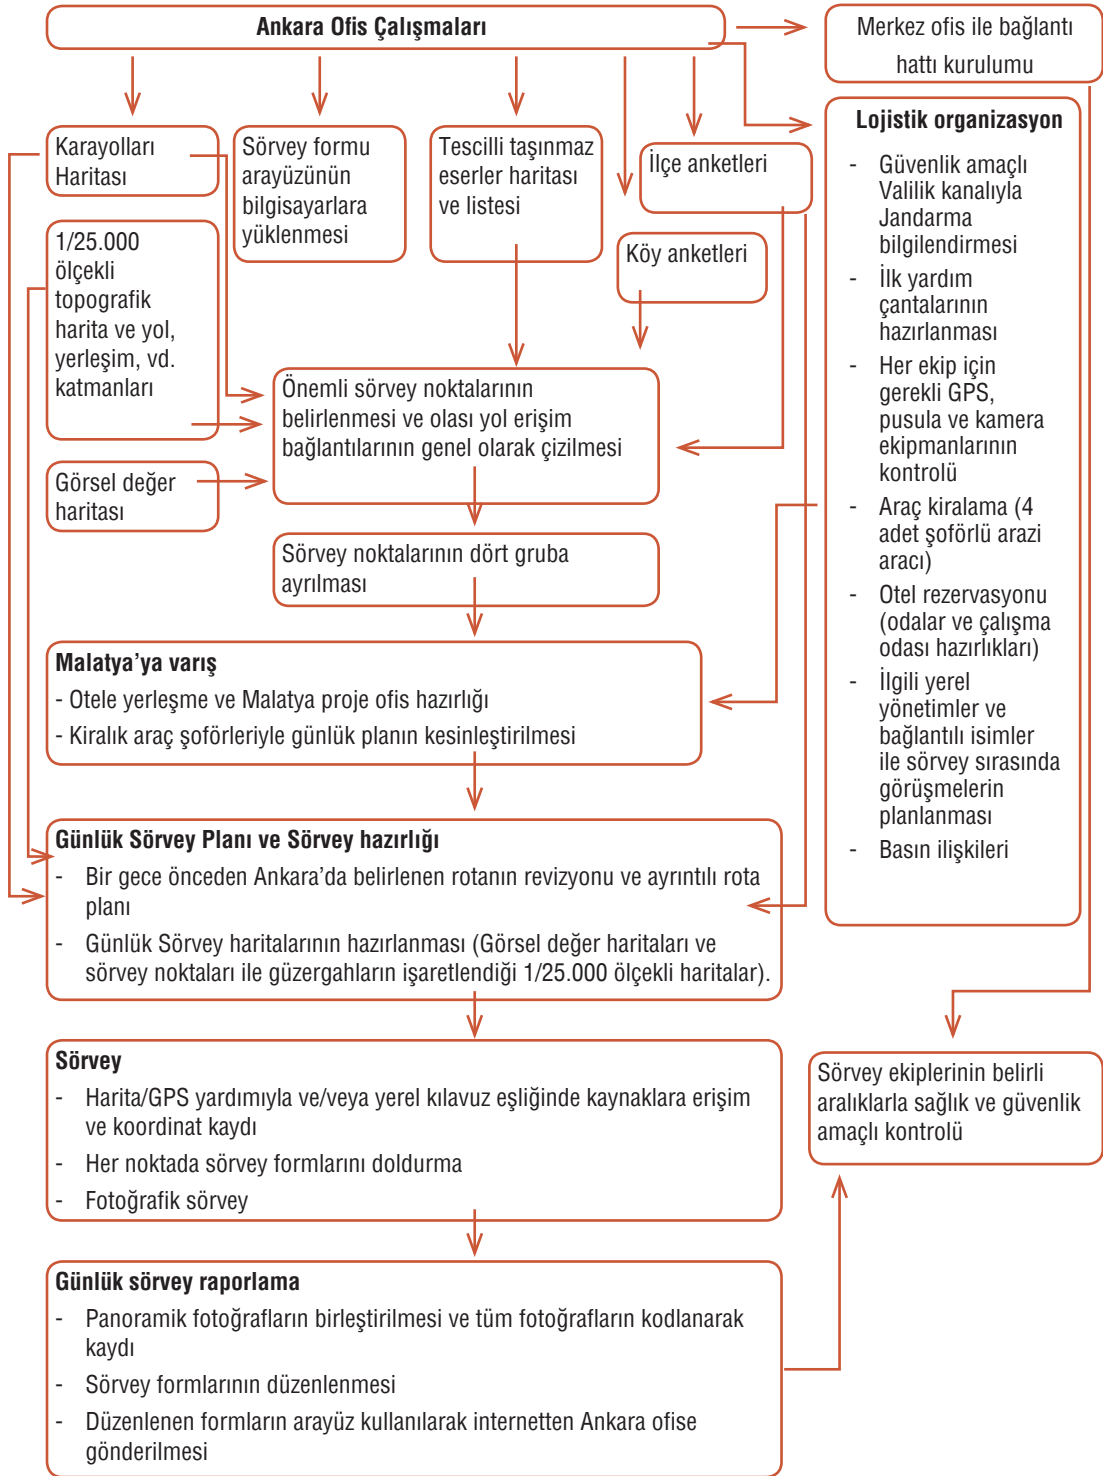 Ankara Ofis Çalışmaları
Merkez ofis ile bağlantı
hattı kurulumu
Karayolları
Haritası
Sörvey formu
arayüzünün
bilgisayarlara
yüklenmesi
Tescilli taşınmaz
eserler haritası
ve listesi
İlçe anketleri
Köy anketleri
1/25.000
ölçekli
topografik
harita ve yol,
yerleşim, vd.
katmanları
Görsel değer
haritası
Önemli sörvey noktalarının
belirlenmesi ve olası yol erişim
bağlantılarının genel olarak çizilmesi
Sörvey noktalarının dört gruba
ayrılması
Lojistik organizasyon
- Güvenlik amaçlı
Valilik kanalıyla
Jandarma
bilgilendirmesi
- İlk yardım
çantalarının
hazırlanması
- Her ekip için
gerekli GPS,
pusula ve kamera
ekipmanlarının
kontrolü
- Araç kiralama (4
adet şoförlü arazi
aracı)
- Otel rezervasyonu
(odalar ve çalışma
odası hazırlıkları)
- İlgili yerel
yönetimler ve
bağlantılı isimler
ile sörvey sırasında
görüşmelerin
planlanması
- Basın ilişkileri
Malatya’ya varış
- Otele yerleşme ve Malatya proje ofis hazırlığı
- Kiralık araç şoförleriyle günlük planın kesinleştirilmesi
Günlük Sörvey Planı ve Sörvey hazırlığı
- Bir gece önceden Ankara’da belirlenen rotanın revizyonu ve ayrıntılı rota
planı
- Günlük Sörvey haritalarının hazırlanması (Görsel değer haritaları ve
sörvey noktaları ile güzergahların işaretlendiği 1/25.000 ölçekli haritalar).
Sörvey
- Harita/GPS yardımıyla ve/veya yerel kılavuz eşliğinde kaynaklara erişim
ve koordinat kaydı
- Her noktada sörvey formlarını doldurma
- Fotoğrafik sörvey
Sörvey ekiplerinin belirli
aralıklarla sağlık ve güvenlik
amaçlı kontrolü
Günlük sörvey raporlama
- Panoramik fotoğrafların birleştirilmesi ve tüm fotoğrafların kodlanarak
kaydı
- Sörvey formlarının düzenlenmesi
- Düzenlenen formların arayüz kullanılarak internetten Ankara ofise
gönderilmesi